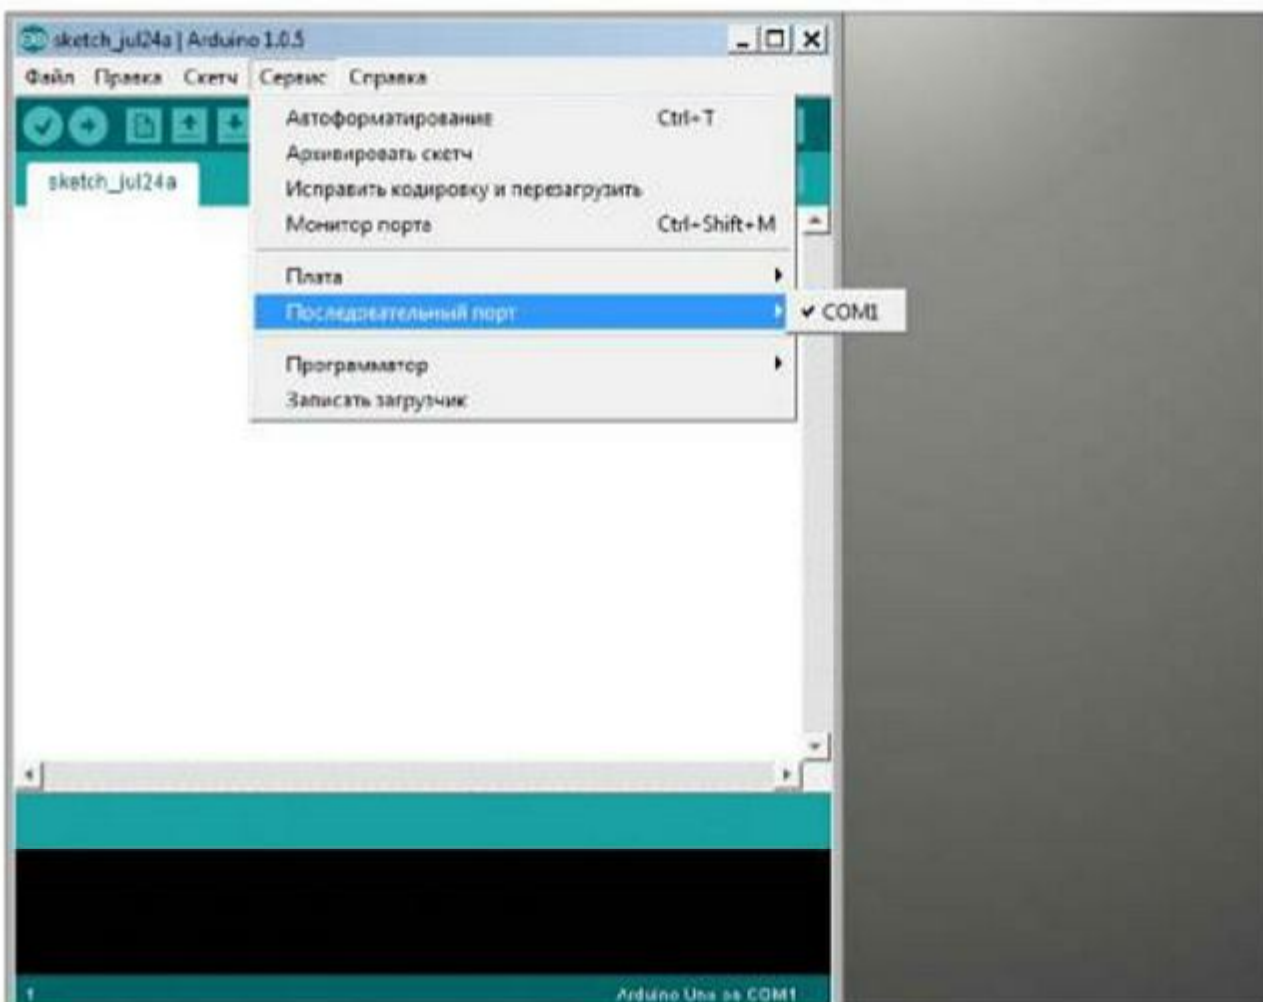 sketch_jul24a | Arduino 1.0.5
Файл Правка Скетч Сервис Справка
Автоформатирование Ctrl+T
Архивировать скетч
sketch_jul24a
Исправить кодировку и перезагрузить
Монитор порта Ctrl+Shift+M
Плата
Последовательный порт
✔ COM1
Программатор
Записать загрузчик
1
Arduino Uno on COM1